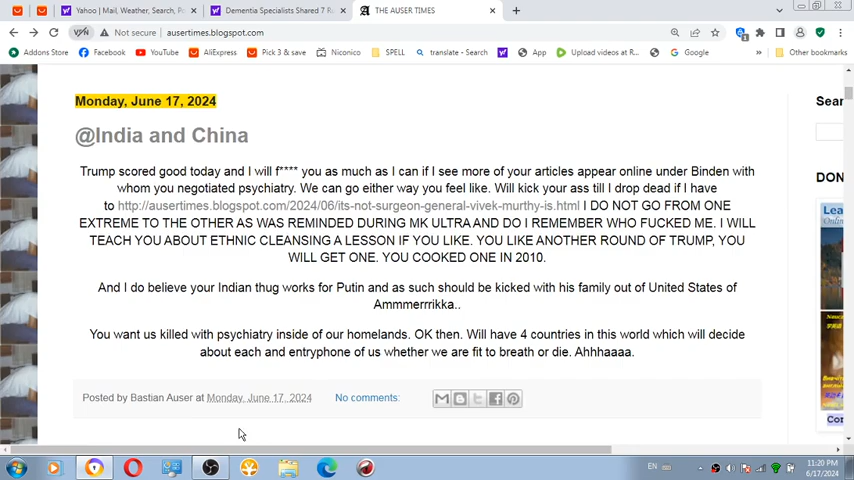 Yahoo | Mail, Weather, Search, Po
Dementia Specialists Shared 7 Ru
THE AUSER TIMES
VPN
Not secure
ausertimes.blogspot.com
Addons Store
Facebook
YouTube
AliExpress
Pick 3 & save
Niconico
SPELL
translate - Search
App
Upload videos at R...
Google
Other bookmarks
Monday, June 17, 2024
Sear
@India and China
Trump scored good today and I will f**** you as much as I can if I see more of your articles appear online under Binden with
whom you negotiated psychiatry. We can go either way you feel like. Will kick your ass till I drop dead if I have
to http://ausertimes.blogspot.com/2024/06/its-not-surgeon-general-vivek-murthy-is.html I DO NOT GO FROM ONE
EXTREME TO THE OTHER AS WAS REMINDED DURING MK ULTRA AND DO I REMEMBER WHO FUCKED ME. I WILL
TEACH YOU ABOUT ETHNIC CLEANSING A LESSON IF YOU LIKE. YOU LIKE ANOTHER ROUND OF TRUMP, YOU
WILL GET ONE. YOU COOKED ONE IN 2010.
DON
And I do believe your Indian thug works for Putin and as such should be kicked with his family out of United States of
Ammmerrrikka..
You want us killed with psychiatry inside of our homelands. OK then. Will have 4 countries in this world which will decide
about each and entryphone of us whether we are fit to breath or die. Ahhhaaaa.
Posted by Bastian Auser at Monday, June 17, 2024
No comments:
EN
11:20 PM
6/17/2024